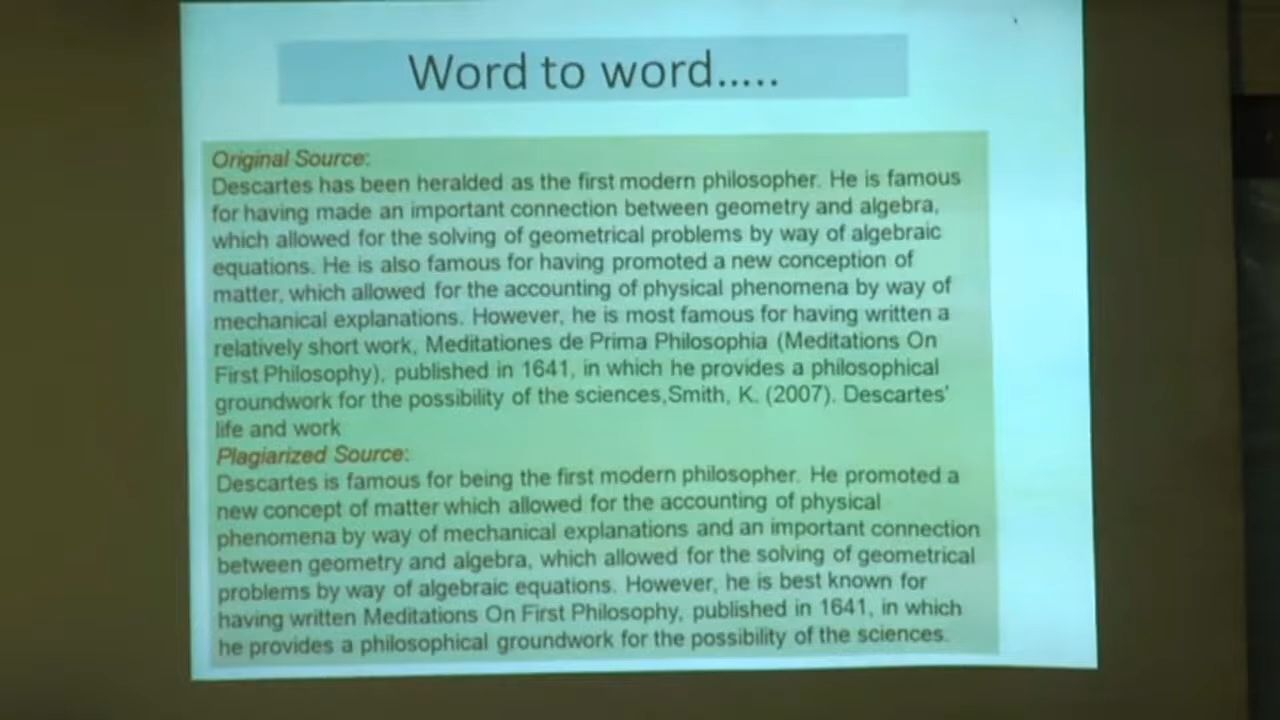 Word to word.....
Original Source:
Descartes has been heralded as the first modern philosopher. He is famous
for having made an important connection between geometry and algebra,
which allowed for the solving of geometrical problems by way of algebraic
equations. He is also famous for having promoted a new conception of
matter, which allowed for the accounting of physical phenomena by way of
mechanical explanations. However, he is most famous for having written a
relatively short work, Meditationes de Prima Philosophia (Meditations On
First Philosophy), published in 1641, in which he provides a philosophical
groundwork for the possibility of the sciences,Smith, K. (2007). Descartes'
life and work
Plagiarized Source:
Descartes is famous for being the first modern philosopher. He promoted a
new concept of matter which allowed for the accounting of physical
phenomena by way of mechanical explanations and an important connection
between geometry and algebra, which allowed for the solving of geometrical
problems by way of algebraic equations. However, he is best known for
having written Meditations On First Philosophy, published in 1641, in which
he provides a philosophical groundwork for the possibility of the sciences.